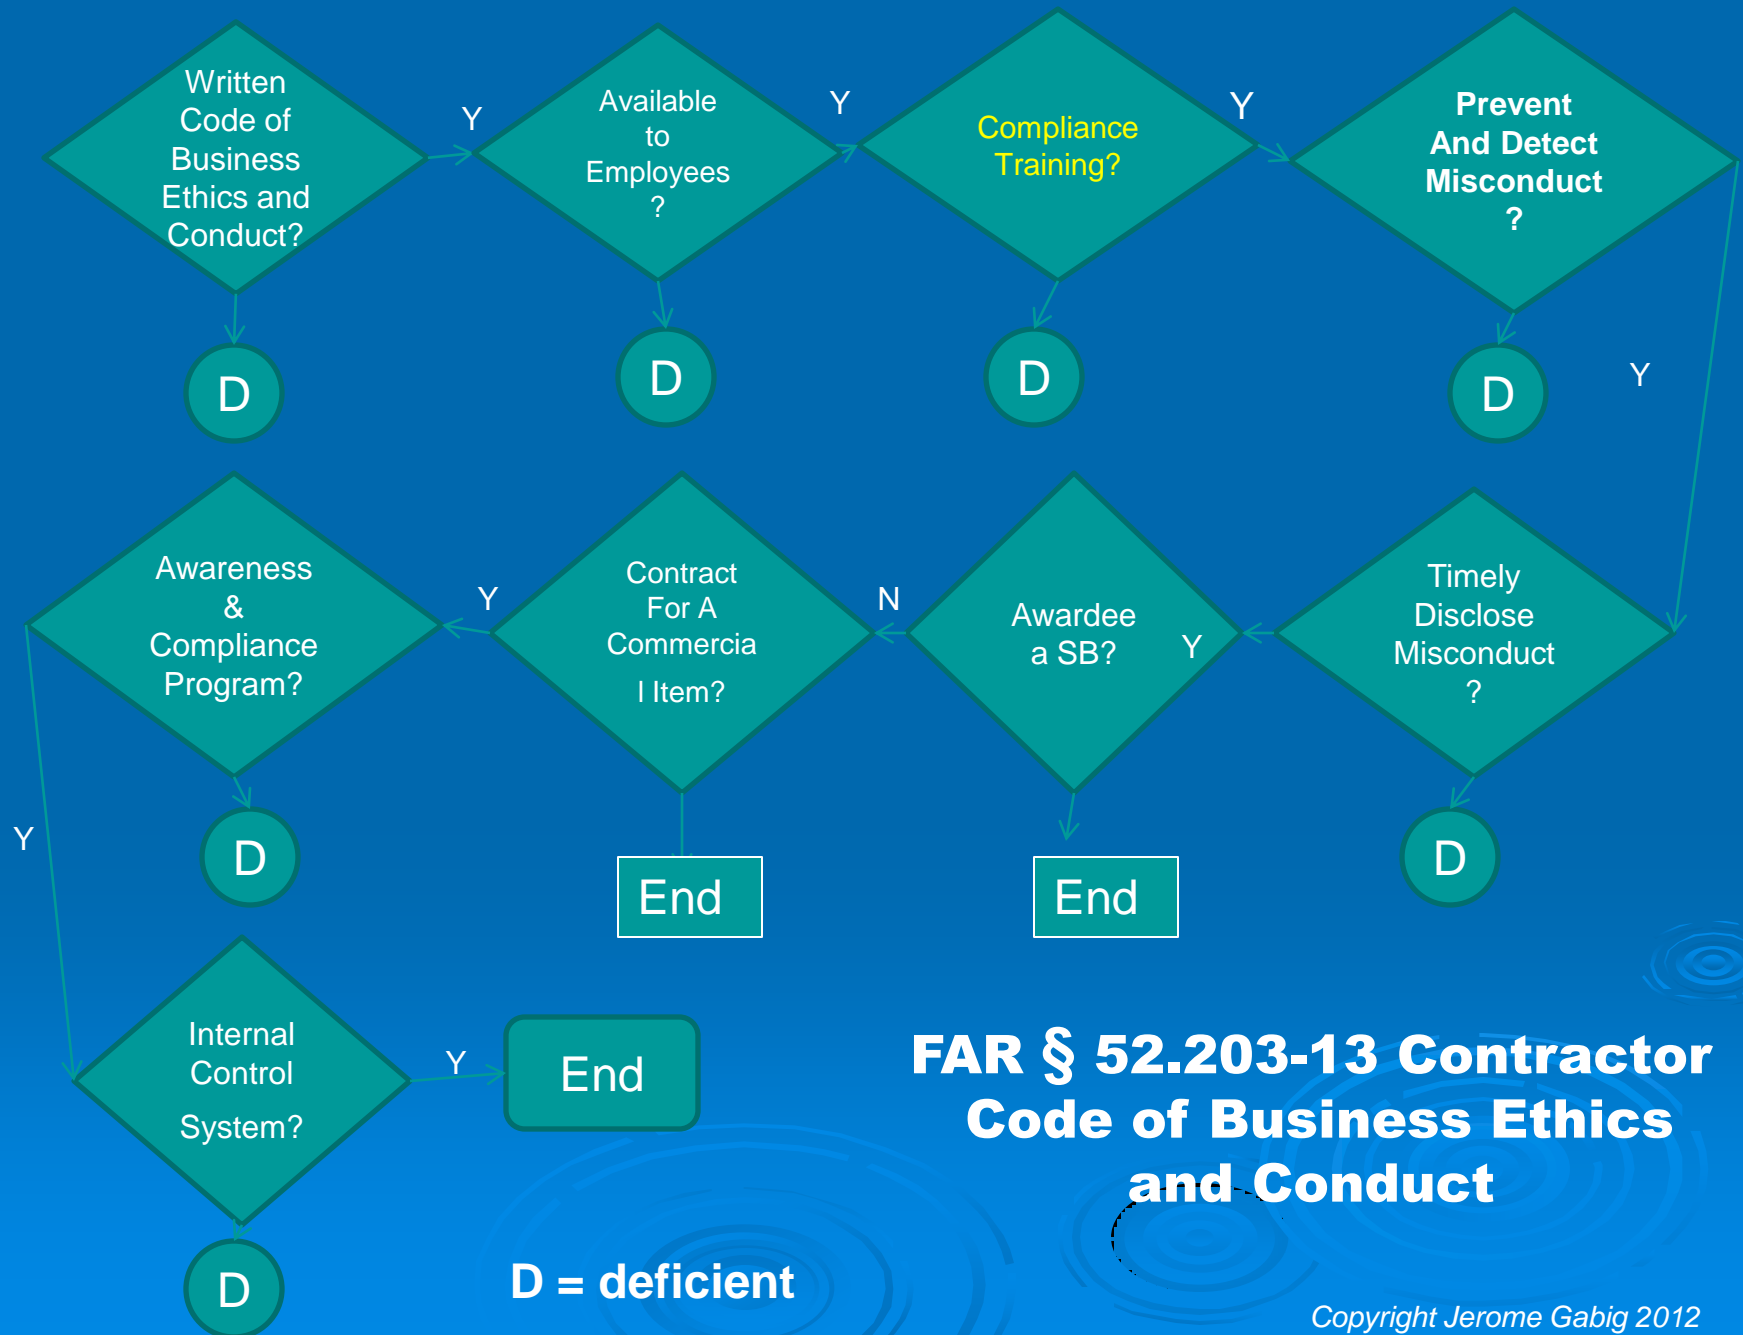 Written
Code of
Business
Ethics and
Conduct?
Y
Available
to
Employees
?
Y
Compliance
Training?
Y
Prevent
And Detect
Misconduct
?
D
D
D
D
Y
Awareness
&
Compliance
Program?
Y
Contract
For A
Commercia
l Item?
N
Awardee
a SB?
Y
Timely
Disclose
Misconduct
?
Y
D
End
End
D
Internal
Control
System?
Y
End
D
FAR § 52.203-13 Contractor
Code of Business Ethics
and Conduct
D = deficient
Copyright Jerome Gabig 2012